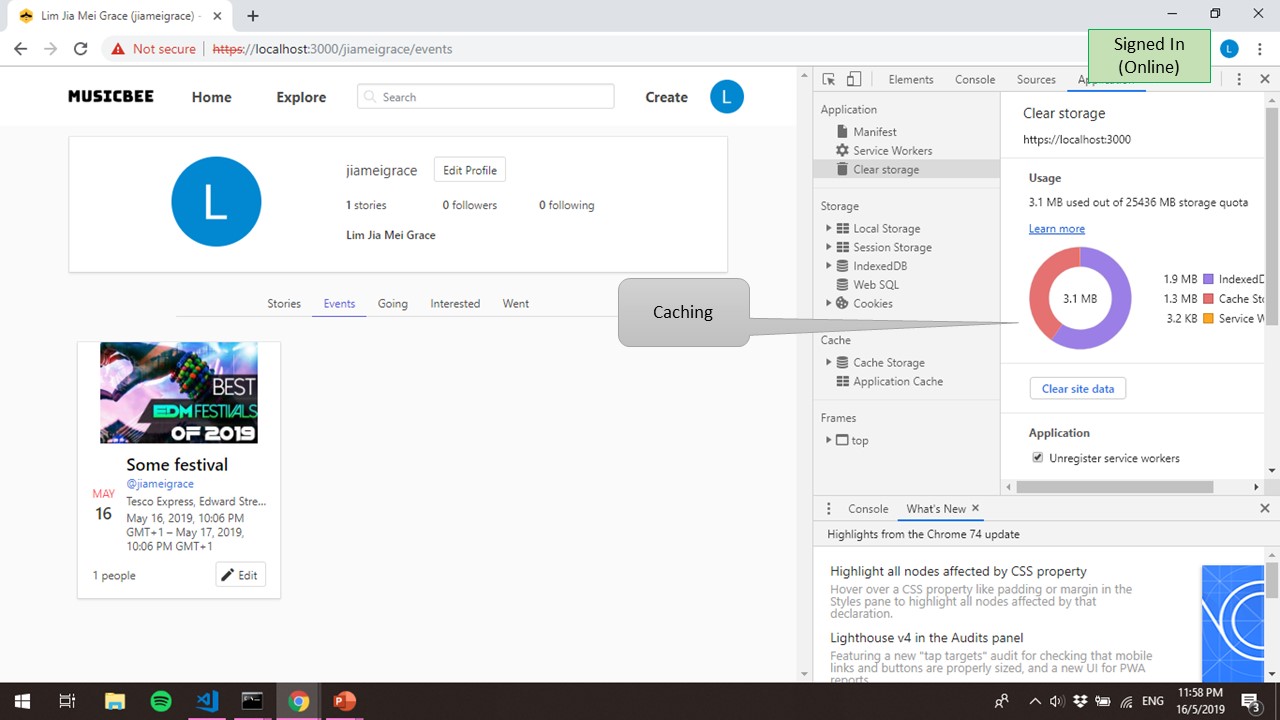 Lim Jia Mei Grace (jiameigrace) -
Not secure
https://localhost:3000/jiameigrace/events
Signed In
(Online)
L
MUSICBEE
Home
Explore
Search
Create
L
L
jiameigrace
Edit Profile
1 stories
0 followers
0 following
Lim Jia Mei Grace
Stories
Events
Going
Interested
Went
BEST
EDM FESTIVALS
OF 2019
Some festival
@jiameigrace
MAY
16
Tesco Express, Edward Stre...
May 16, 2019, 10:06 PM
GMT+1 – May 17, 2019,
10:06 PM GMT+1
1 people
Edit
Caching
Elements
Console
Sources
Application
Manifest
Service Workers
Clear storage
Storage
Local Storage
Session Storage
IndexedDB
Web SQL
Cookies
Cache
Cache Storage
Application Cache
Frames
top
Clear storage
https://localhost:3000
Usage
3.1 MB used out of 25436 MB storage quota
Learn more
3.1 MB
1.9 MB IndexedD
1.3 MB Cache Sto
3.2 KB Service W
Clear site data
Application
Unregister service workers
Console
What's New
Highlights from the Chrome 74 update
Highlight all nodes affected by CSS property
Hover over a CSS property like padding or margin in the
Styles pane to highlight all nodes affected by that
declaration.
Lighthouse v4 in the Audits panel
Featuring a new "tap targets" audit for checking that mobile
links and buttons are properly sized, and a new UI for PWA
reports.
ENG
11:58 PM
16/5/2019
3